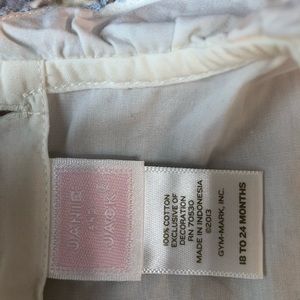 JANIE
AND
JACK
100% COTTON
EXCLUSIVE OF
DECORATION
RN 70530
MADE IN INDONESIA
©2013
GYM-MARK, INC.
18 TO 24 MONTHS